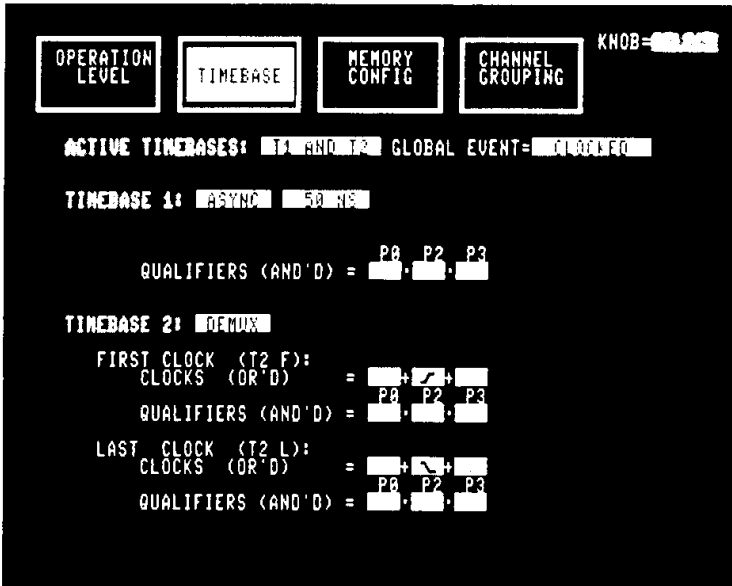 KNOB=
OPERATION LEVEL
TIMEBASE
MEMORY CONFIG
CHANNEL GROUPING
ACTIVE TIMEBASES: T1 AND T2 GLOBAL EVENT= CLOCKED
TIMEBASE 1: ASYNC 50 NS
P0 P2 P3
QUALIFIERS (AND'D) = . .
TIMEBASE 2: DEMUX
FIRST CLOCK (T2 F):
CLOCKS (OR'D) = + +
P0 P2 P3
QUALIFIERS (AND'D) = . .
LAST CLOCK (T2 L):
CLOCKS (OR'D) = + +
P0 P2 P3
QUALIFIERS (AND'D) = . .